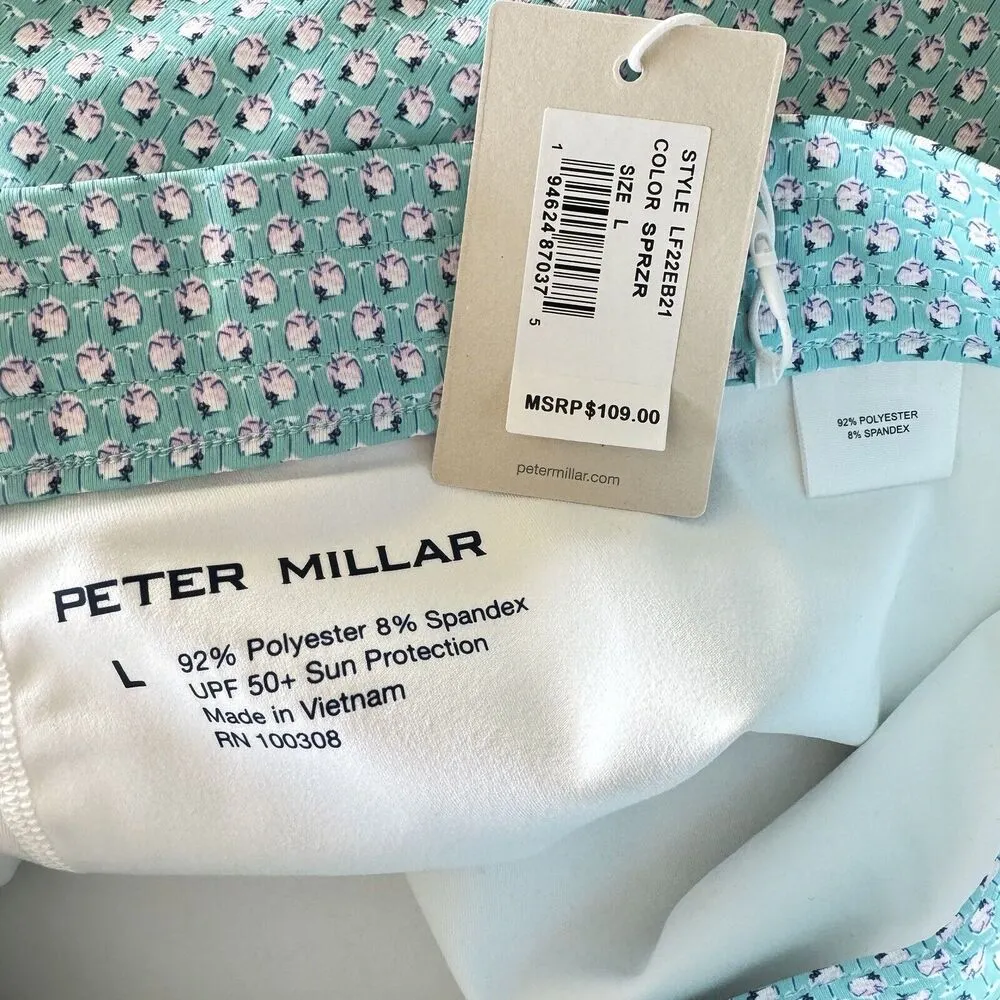 STYLE LF22EB21
COLOR SPRZR
SIZE L
1 94624 87037 5
MSRP $109.00
petermillar.com
92% POLYESTER
8% SPANDEX
PETER MILLAR
L
92% Polyester 8% Spandex
UPF 50+ Sun Protection
Made in Vietnam
RN 100308